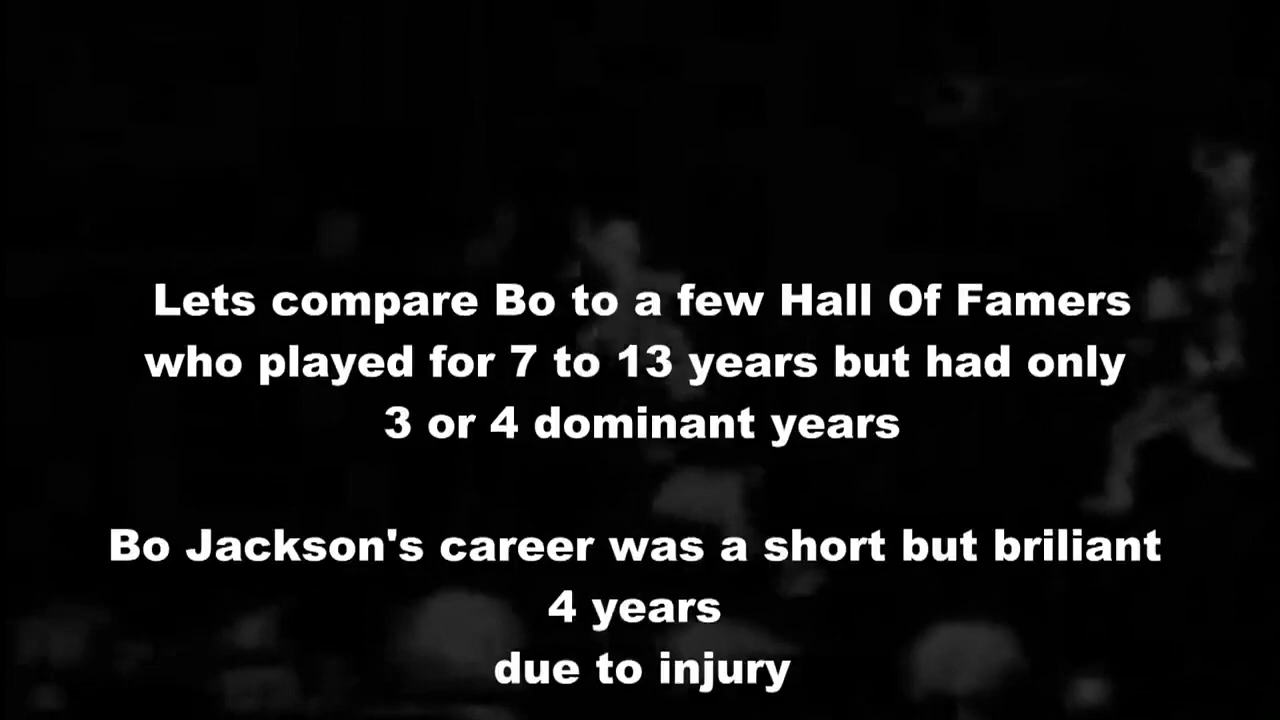 Lets compare Bo to a few Hall Of Famers
who played for 7 to 13 years but had only
3 or 4 dominant years
Bo Jackson's career was a short but briliant
4 years
due to injury